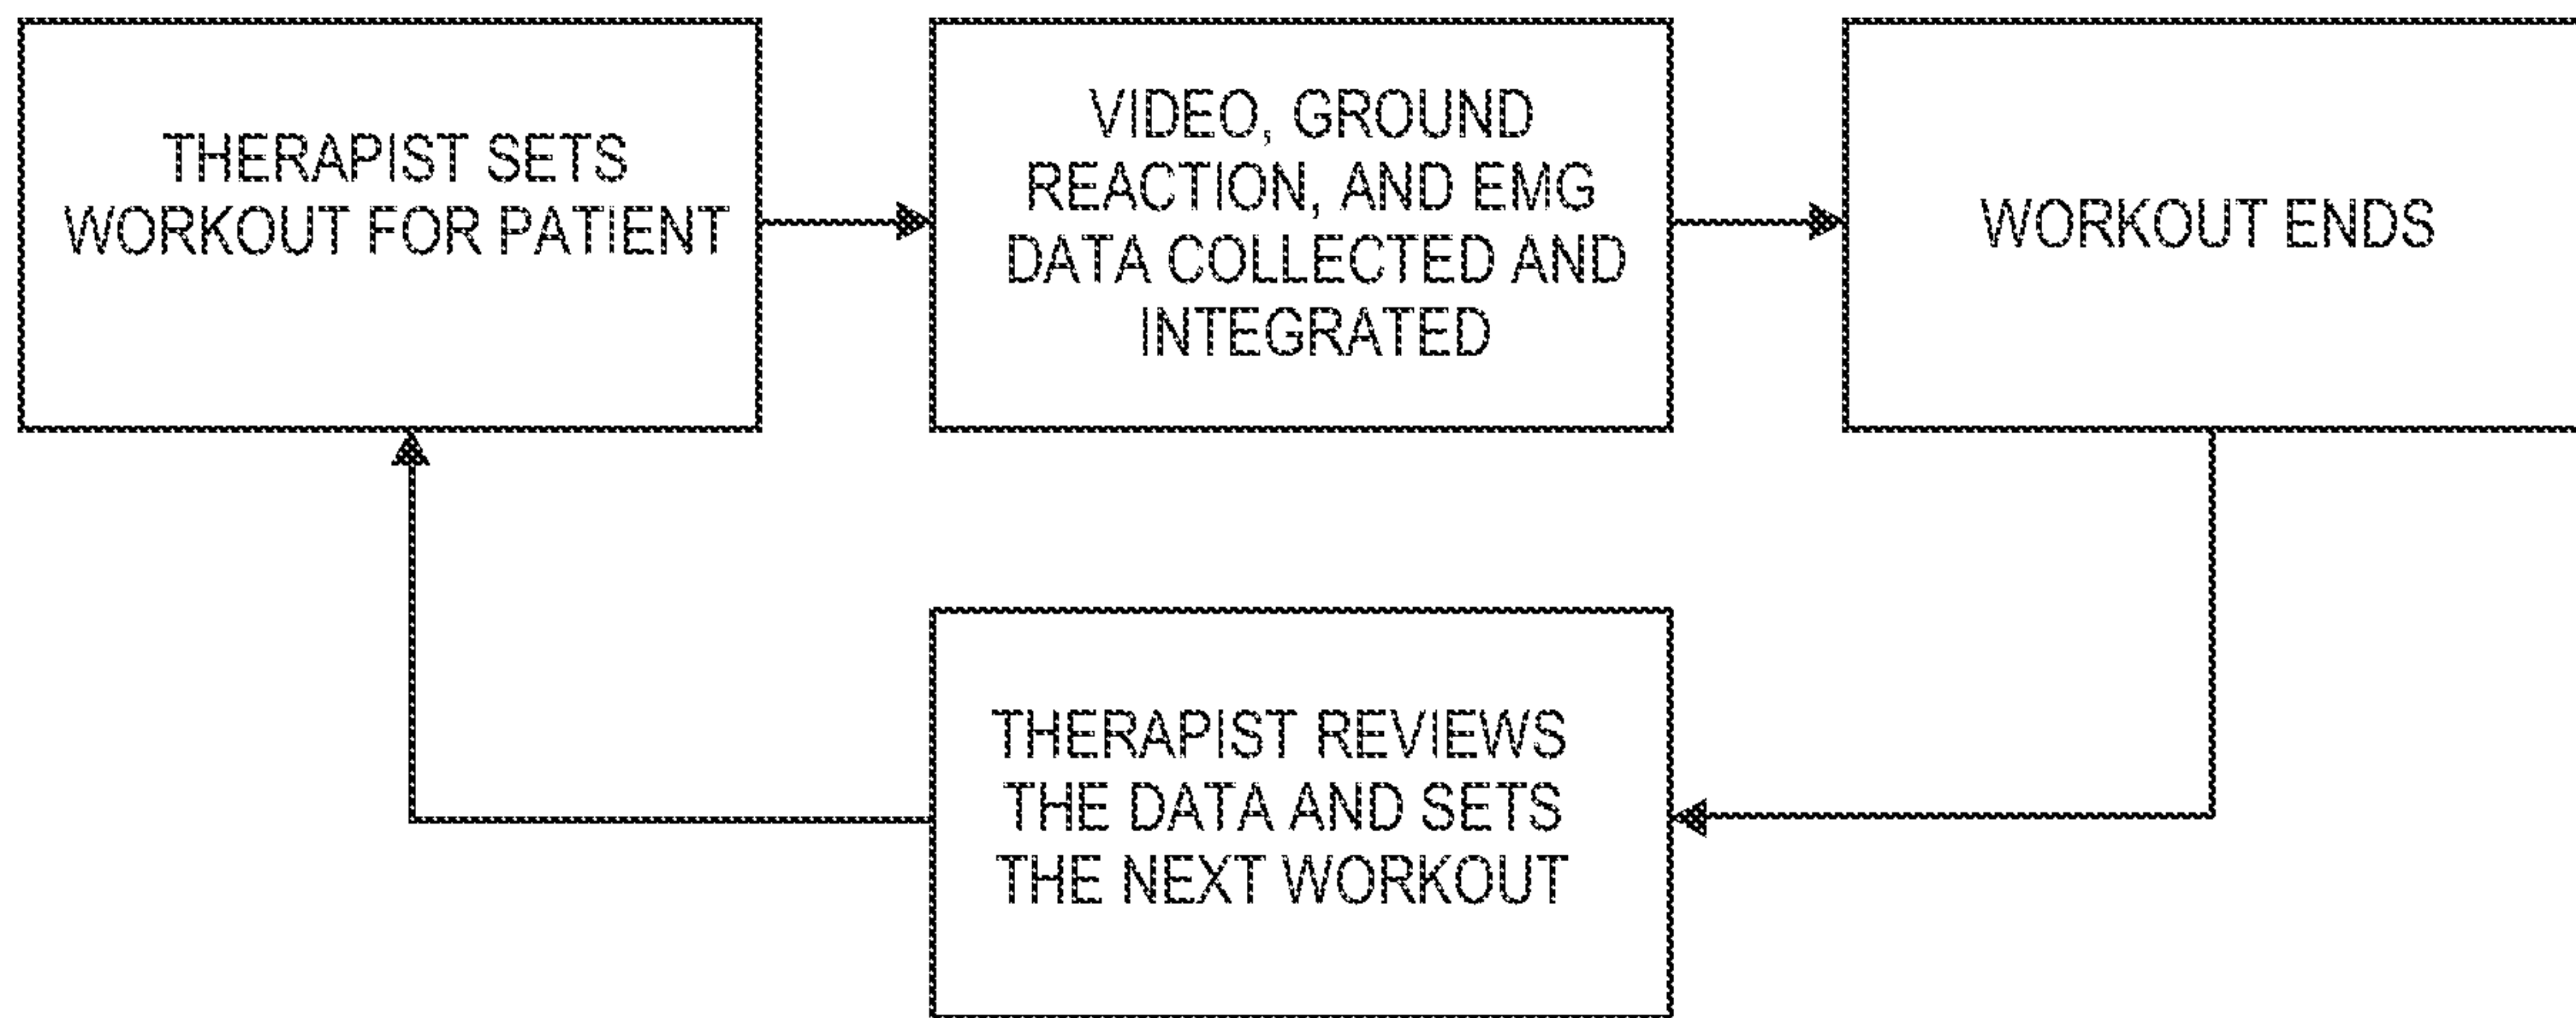 THERAPIST SETS
WORKOUT FOR PATIENT
VIDEO, GROUND
REACTION, AND EMG
DATA COLLECTED AND
INTEGRATED
WORKOUT ENDS
THERAPIST REVIEWS
THE DATA AND SETS
THE NEXT WORKOUT